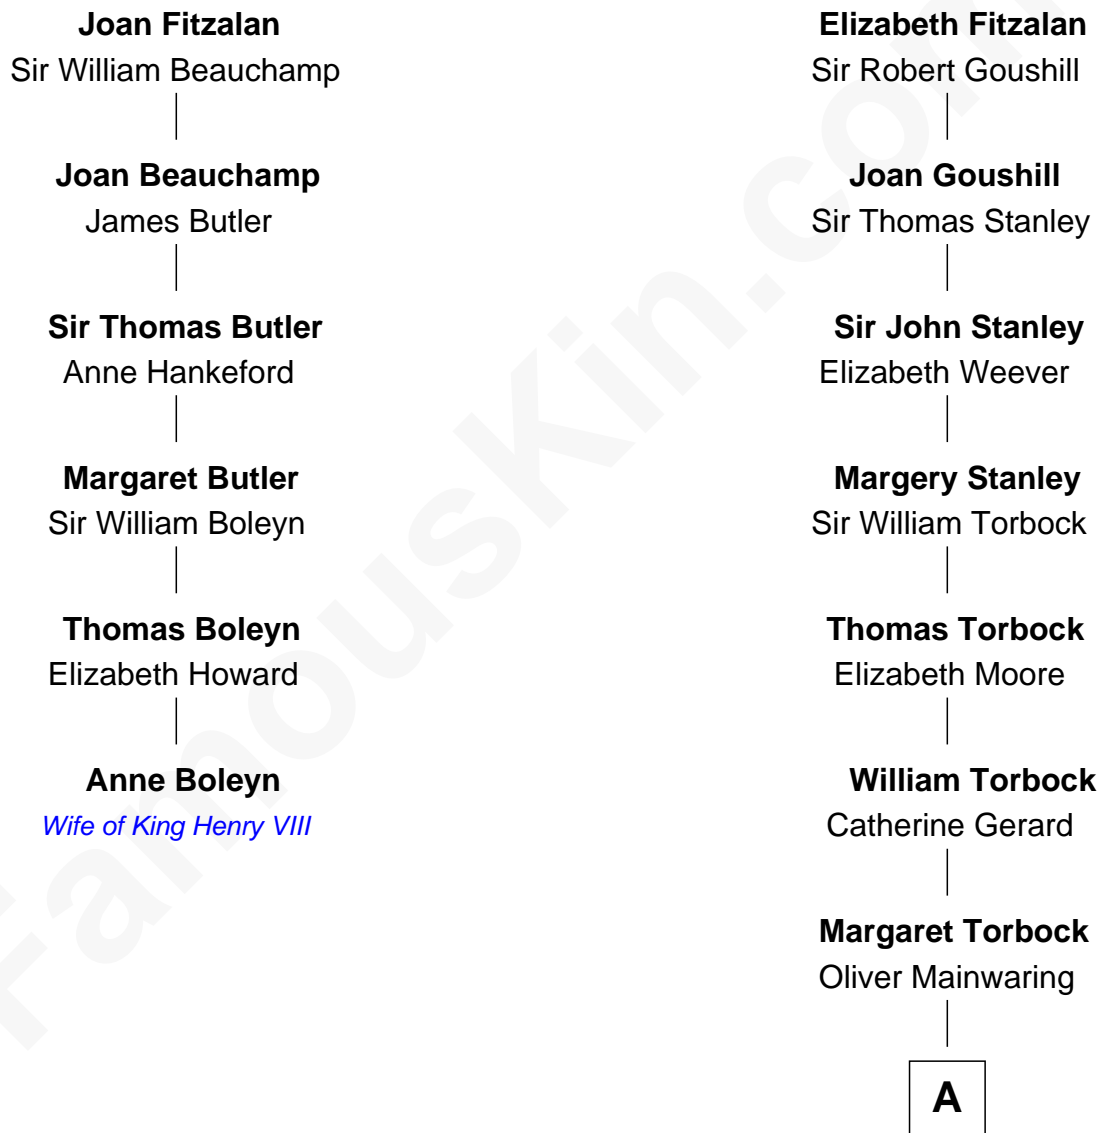 Joan Fitzalan
Sir William Beauchamp
Joan Beauchamp
James Butler
Sir Thomas Butler
Anne Hankeford
Margaret Butler
Sir William Boleyn
Thomas Boleyn
Elizabeth Howard
Anne Boleyn
Wife of King Henry VIII
Elizabeth Fitzalan
Sir Robert Goushill
Joan Goushill
Sir Thomas Stanley
Sir John Stanley
Elizabeth Weever
Margery Stanley
Sir William Torbock
Thomas Torbock
Elizabeth Moore
William Torbock
Catherine Gerard
Margaret Torbock
Oliver Mainwaring
A
FamousKin.com